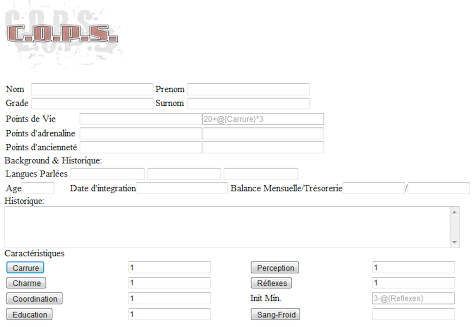 C.O.P.S.
Nom Prenom
Grade Surnom
Points de Vie 20+@{Carrure}*3
Points d'adrenaline
Points d'ancienneté
Background & Historique:
Langues Parlées
Age Date d'integration Balance Mensuelle/Trésorerie /
Historique:
Caractéristiques
Carrure 1 Perception 1
Charme 1 Réflexes 1
Coordination 1 Init Min. 3-@{Reflexes}
Education 1 Sang-Froid